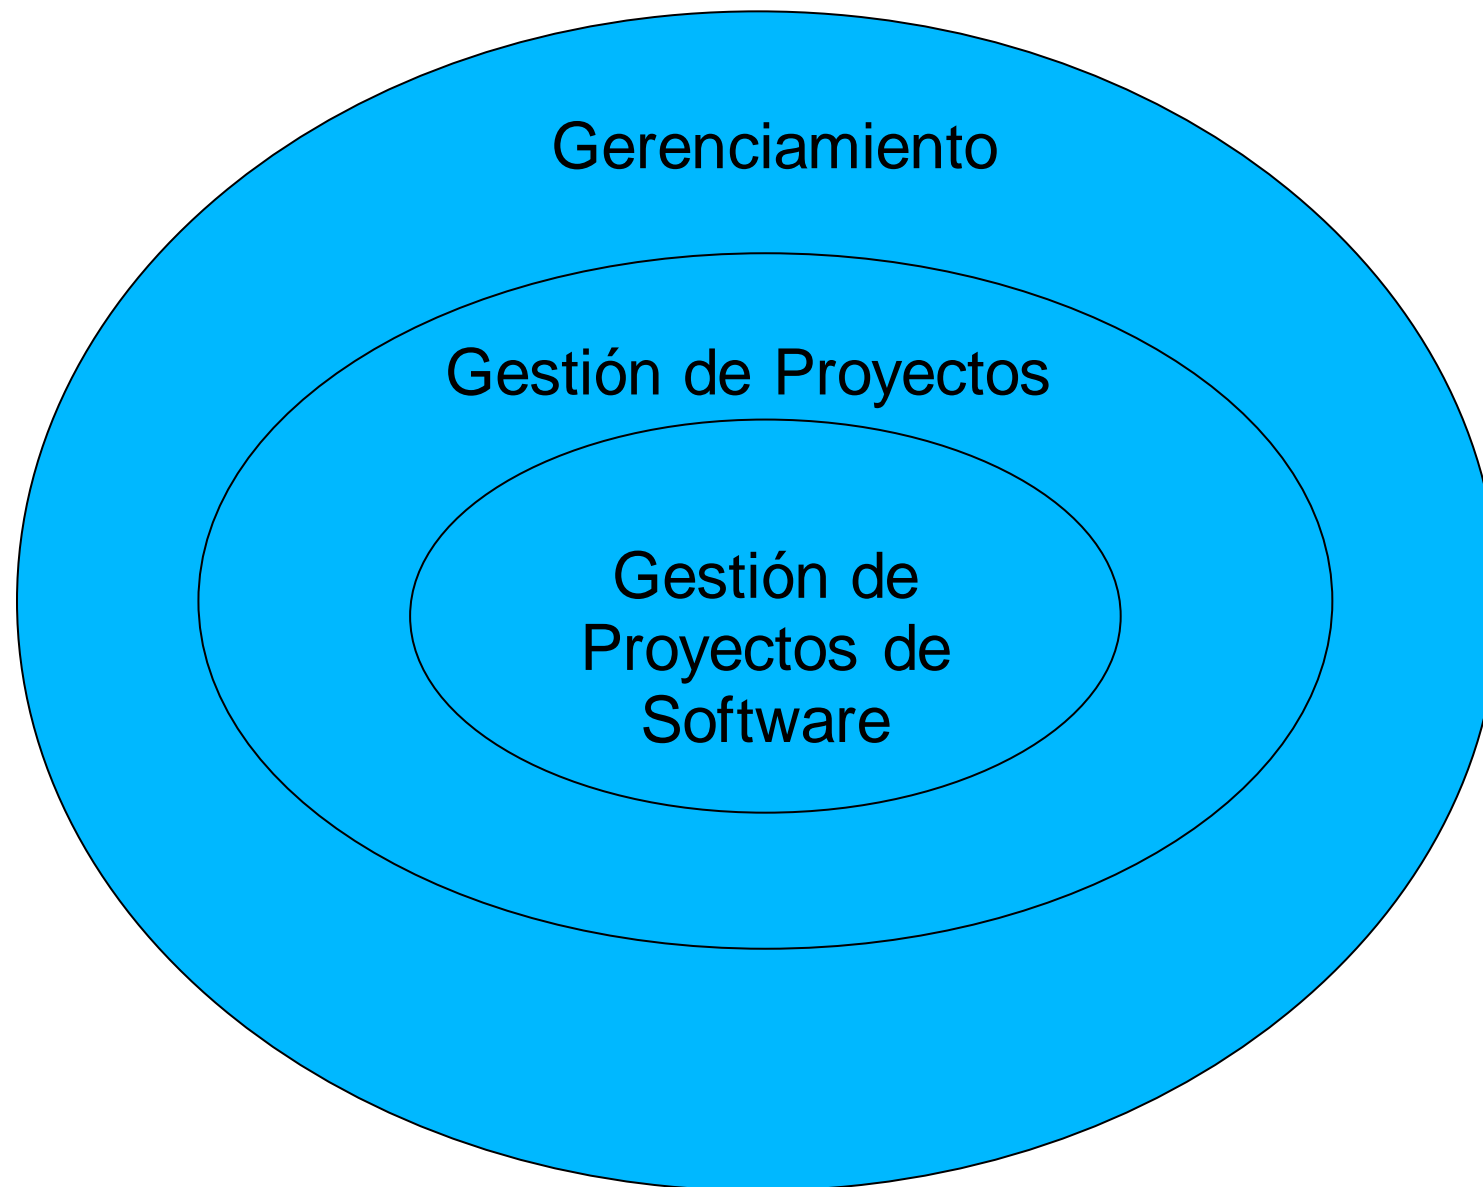 Gerenciamiento
Gestión de Proyectos
Gestión de
Proyectos de
Software